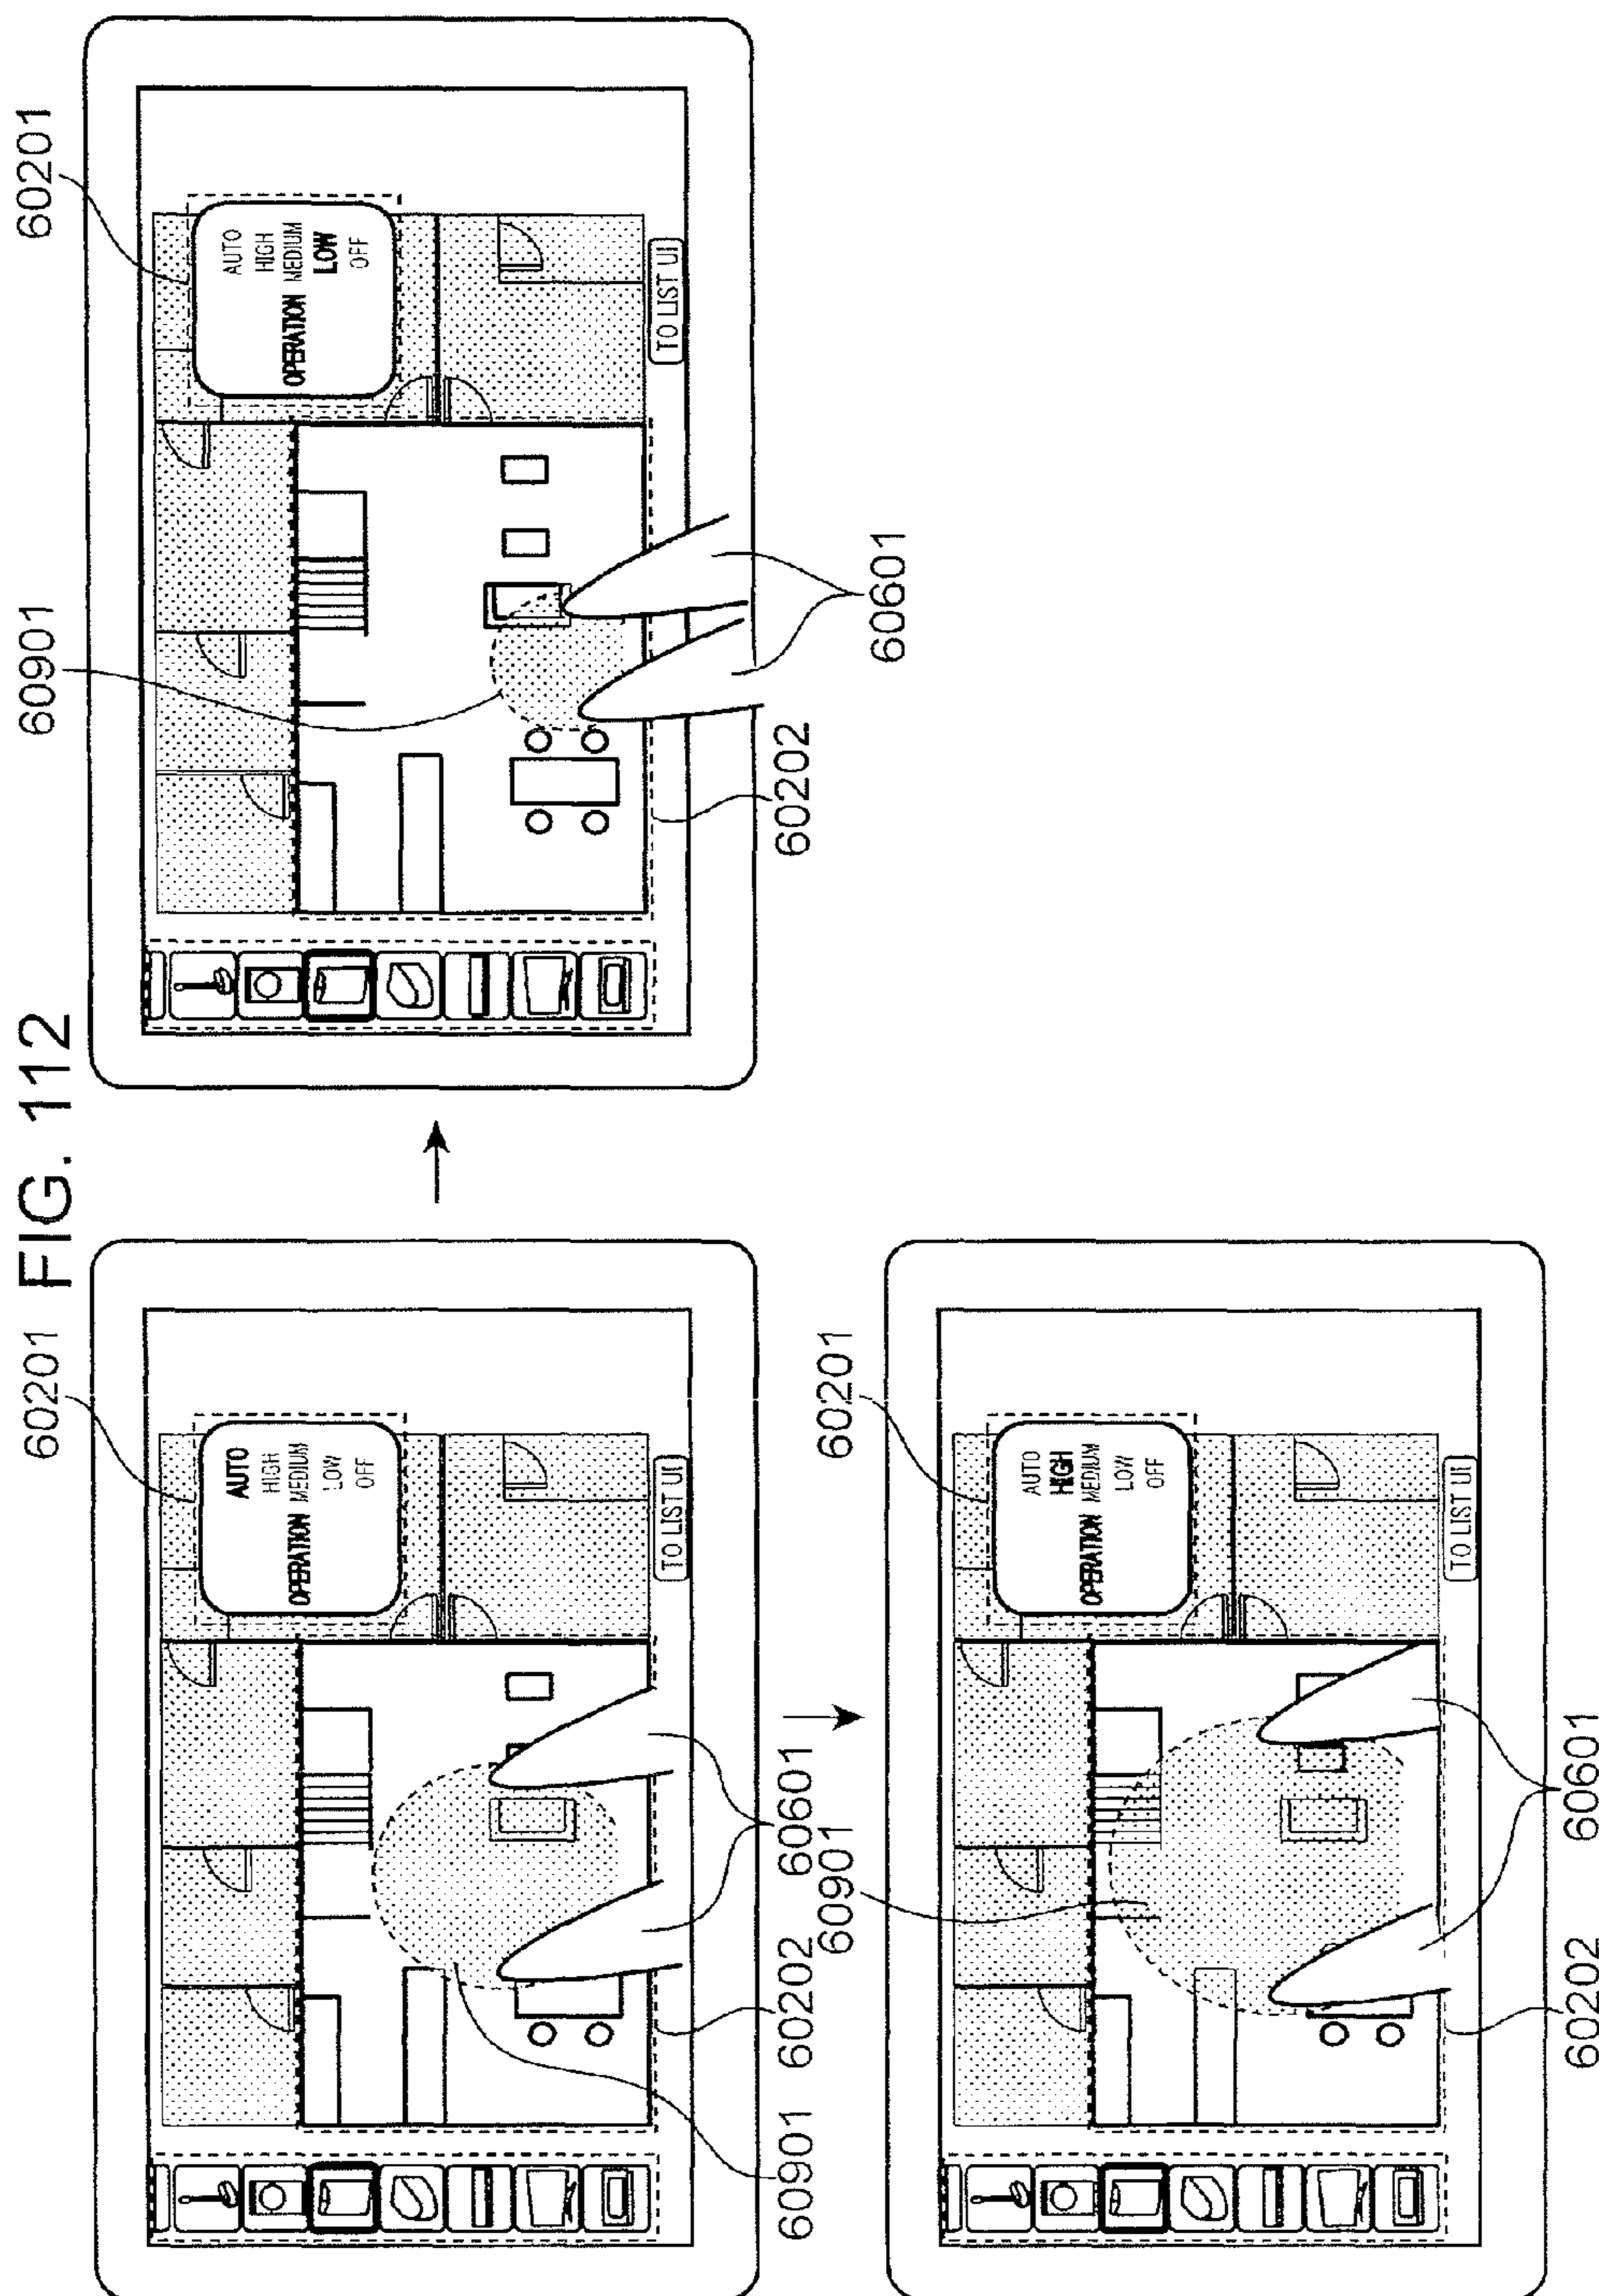 FIG. 112
60201
AUTO
HIGH
OPERATION MEDIUM
LOW
OFF
TO LIST UI
60901 60202 60601
60901
60201
AUTO
HIGH
OPERATION MEDIUM
LOW
OFF
TO LIST UI
60202
60601
60901
60201
AUTO
HIGH
OPERATION MEDIUM
LOW
OFF
TO LIST UI
60202
60601